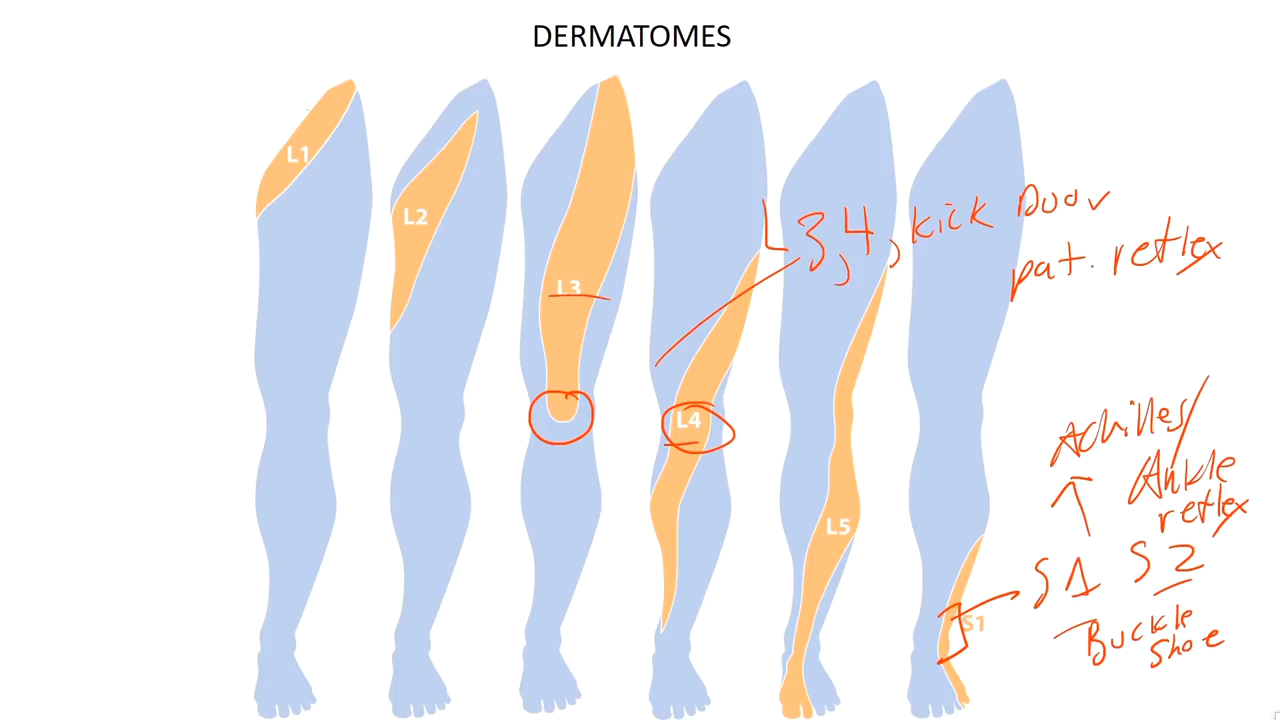 DERMATOMES
L1
L2
L3
L4
L5
S1
L3,4, kick Door
pat. reflex
Achilles/
Ankle
reflex
S1 S2
Buckle
Shoe